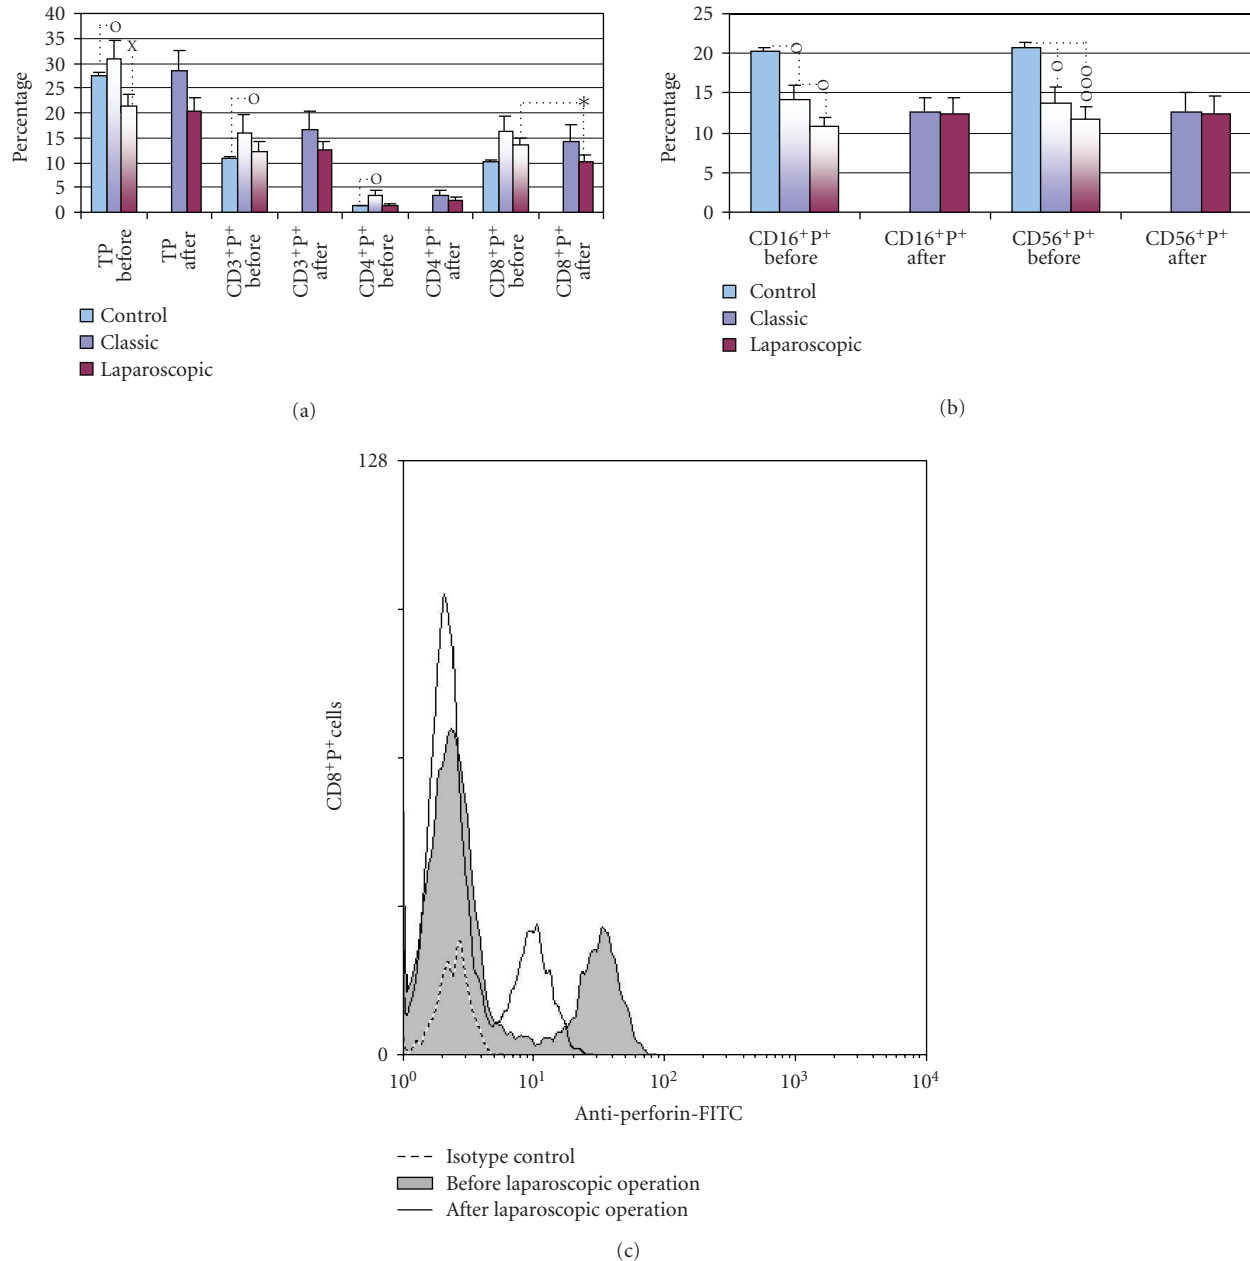 40
35
30
25
20
15
10
5
0
Percentage
O
X
O
O
*
TP before
TP after
CD3⁺P⁺ before
CD3⁺P⁺ after
CD4⁺P⁺ before
CD4⁺P⁺ after
CD8⁺P⁺ before
CD8⁺P⁺ after
Control
Classic
Laparoscopic
(a)
25
20
15
10
5
0
Percentage
O
O
O
OOO
CD16⁺P⁺
before
CD16⁺P⁺
after
CD56⁺P⁺
before
CD56⁺P⁺
after
Control
Classic
Laparoscopic
(b)
128
0
CD8⁺P⁺cells
10⁰ 10¹ 10² 10³ 10⁴
Anti-perforin-FITC
Isotype control
Before laparoscopic operation
After laparoscopic operation
(c)